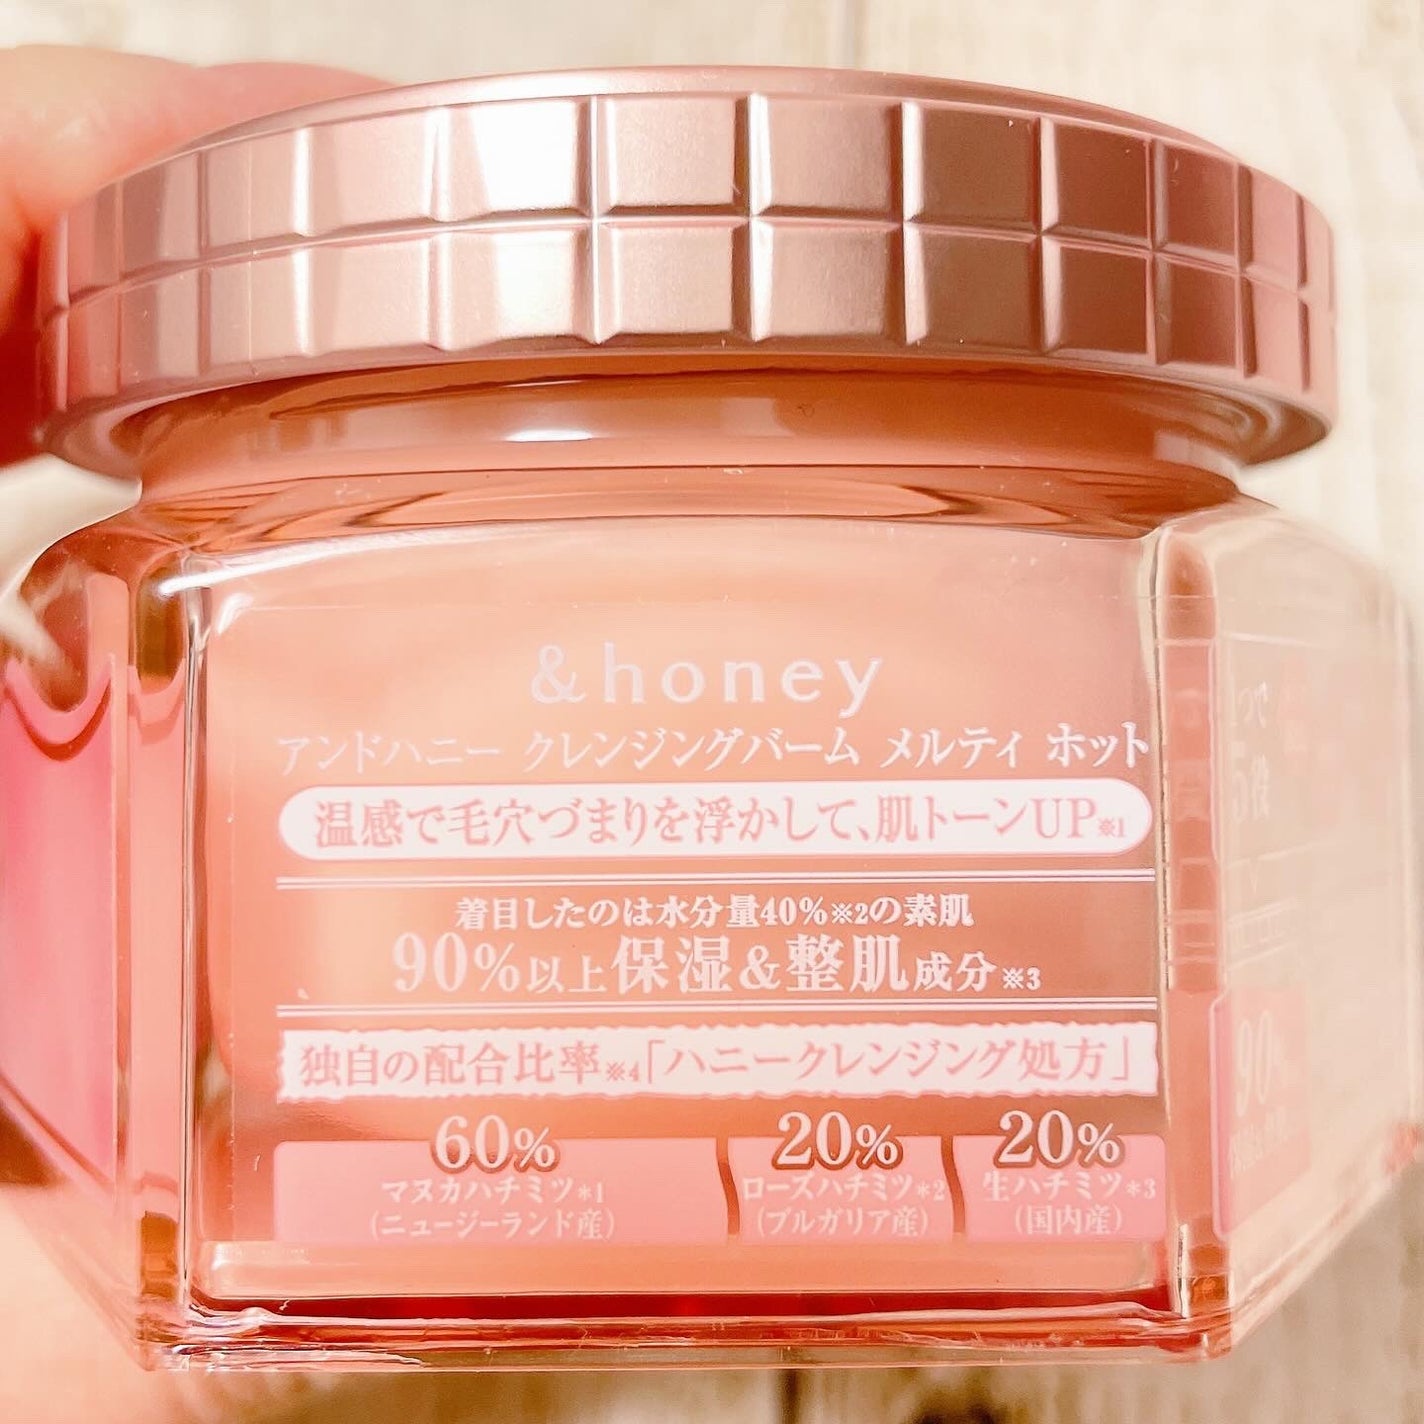 &honey
アンドハニー クレンジングバーム メルティ ホット
温感で毛穴づまりを浮かして、肌トーンUP※1
着目したのは水分量40%※2の素肌
90%以上保湿&整肌成分※3
独自の配合比率※4「ハニークレンジング処方」
60% 20% 20%
マヌカハチミツ*1 ローズハチミツ*2 生ハチミツ*3
(ニュージーランド産) (ブルガリア産) (国内産)
5役
90